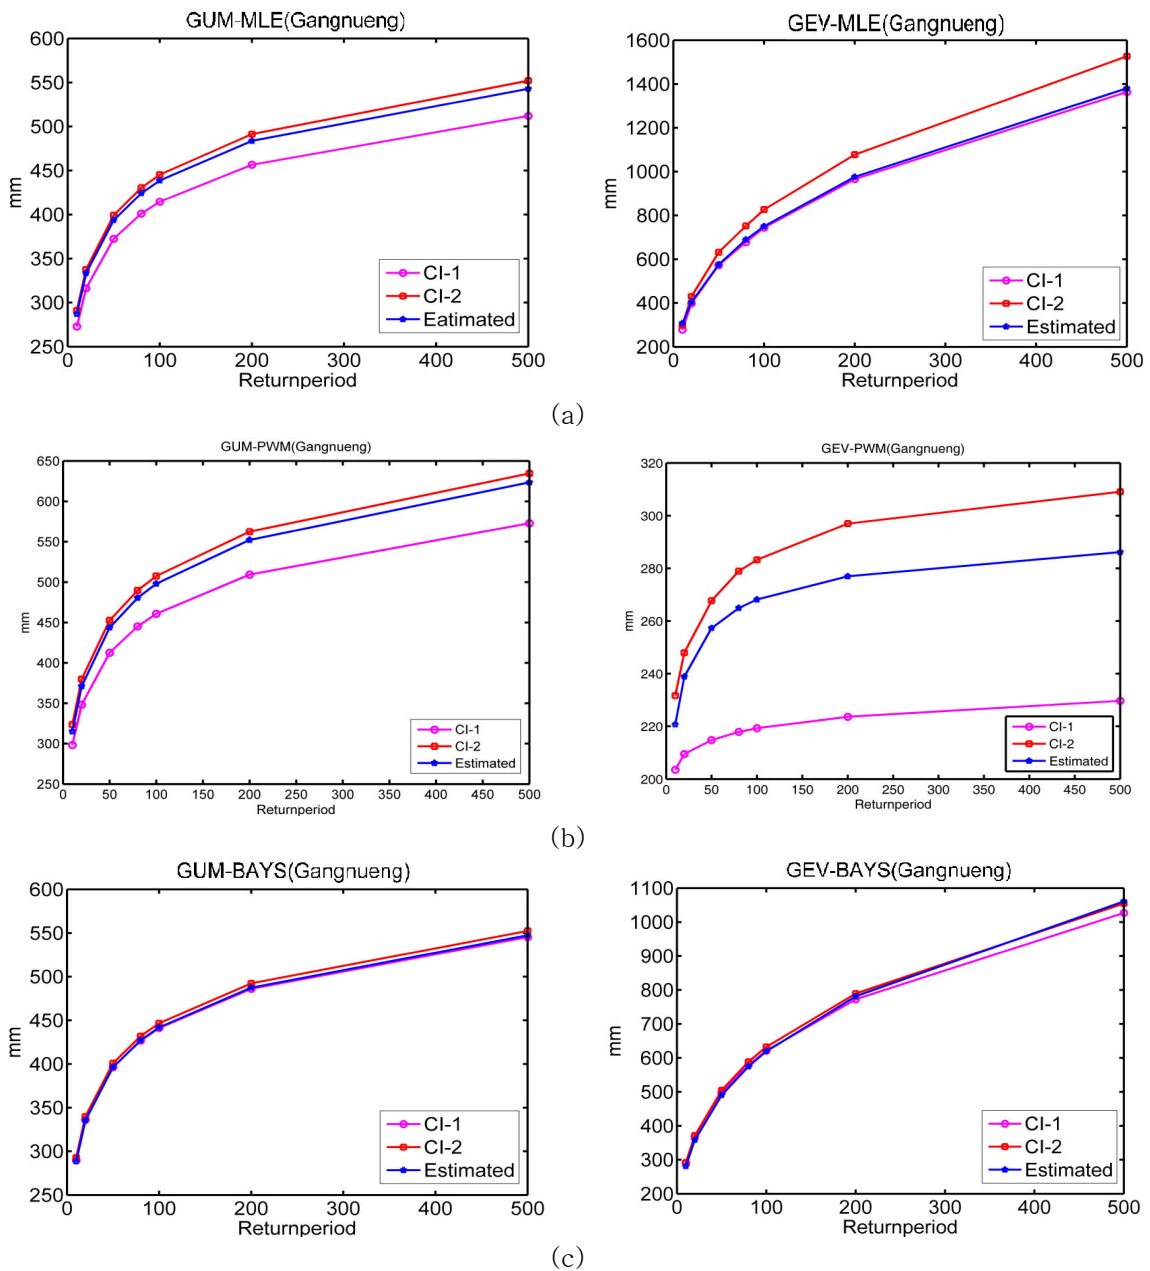 GUM-MLE(Gangnueng)
600
550
500
450
400
350
300
250
0 100 200 300 400 500
mm
Returnperiod
CI-1
CI-2
Eatimated
GEV-MLE(Gangnueng)
1600
1400
1200
1000
800
600
400
200
0 100 200 300 400 500
mm
Returnperiod
CI-1
CI-2
Estimated
(a)
GUM-PWM(Gangnueng)
650
600
550
500
450
400
350
300
250
0 50 100 150 200 250 300 350 400 450 500
mm
Returnperiod
CI-1
CI-2
Estimated
GEV-PWM(Gangnueng)
320
300
280
260
240
220
200
0 50 100 150 200 250 300 350 400 450 500
mm
Returnperiod
CI-1
CI-2
Estimated
(b)
GUM-BAYS(Gangnueng)
600
550
500
450
400
350
300
250
0 100 200 300 400 500
mm
Returnperiod
CI-1
CI-2
Estimated
GEV-BAYS(Gangnueng)
1100
1000
900
800
700
600
500
400
300
200
0 100 200 300 400 500
mm
Returnperiod
CI-1
CI-2
Estimated
(c)